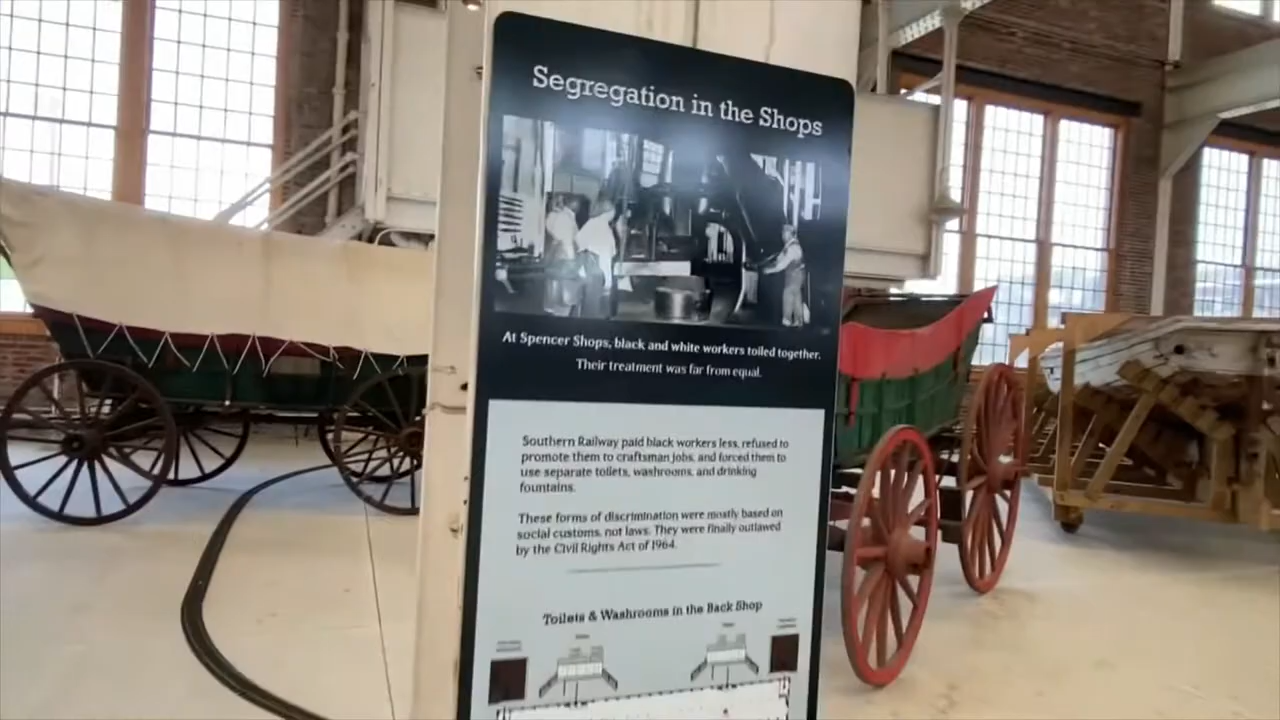 Segregation in the Shops
At Spencer Shops, black and white workers toiled together.
Their treatment was far from equal.
Southern Railway paid black workers less, refused to
promote them to craftsman jobs, and forced them to
use separate toilets, washrooms, and drinking
fountains.
These forms of discrimination were mostly based on
social customs, not laws. They were finally outlawed
by the Civil Rights Act of 1964.
Toilets & Washrooms in the Back Shop